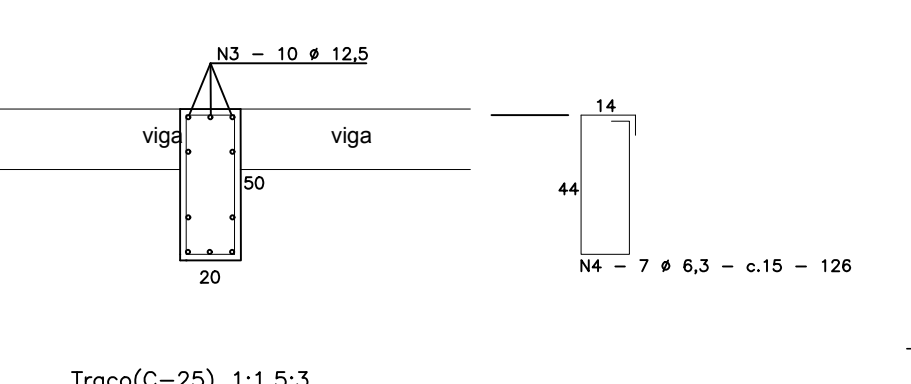 N3 - 10 ø 12,5
14
viga viga
50
44
20
N4 - 7 ø 6,3 - c.15 - 126
Traço(C-25) 1:1,5:3